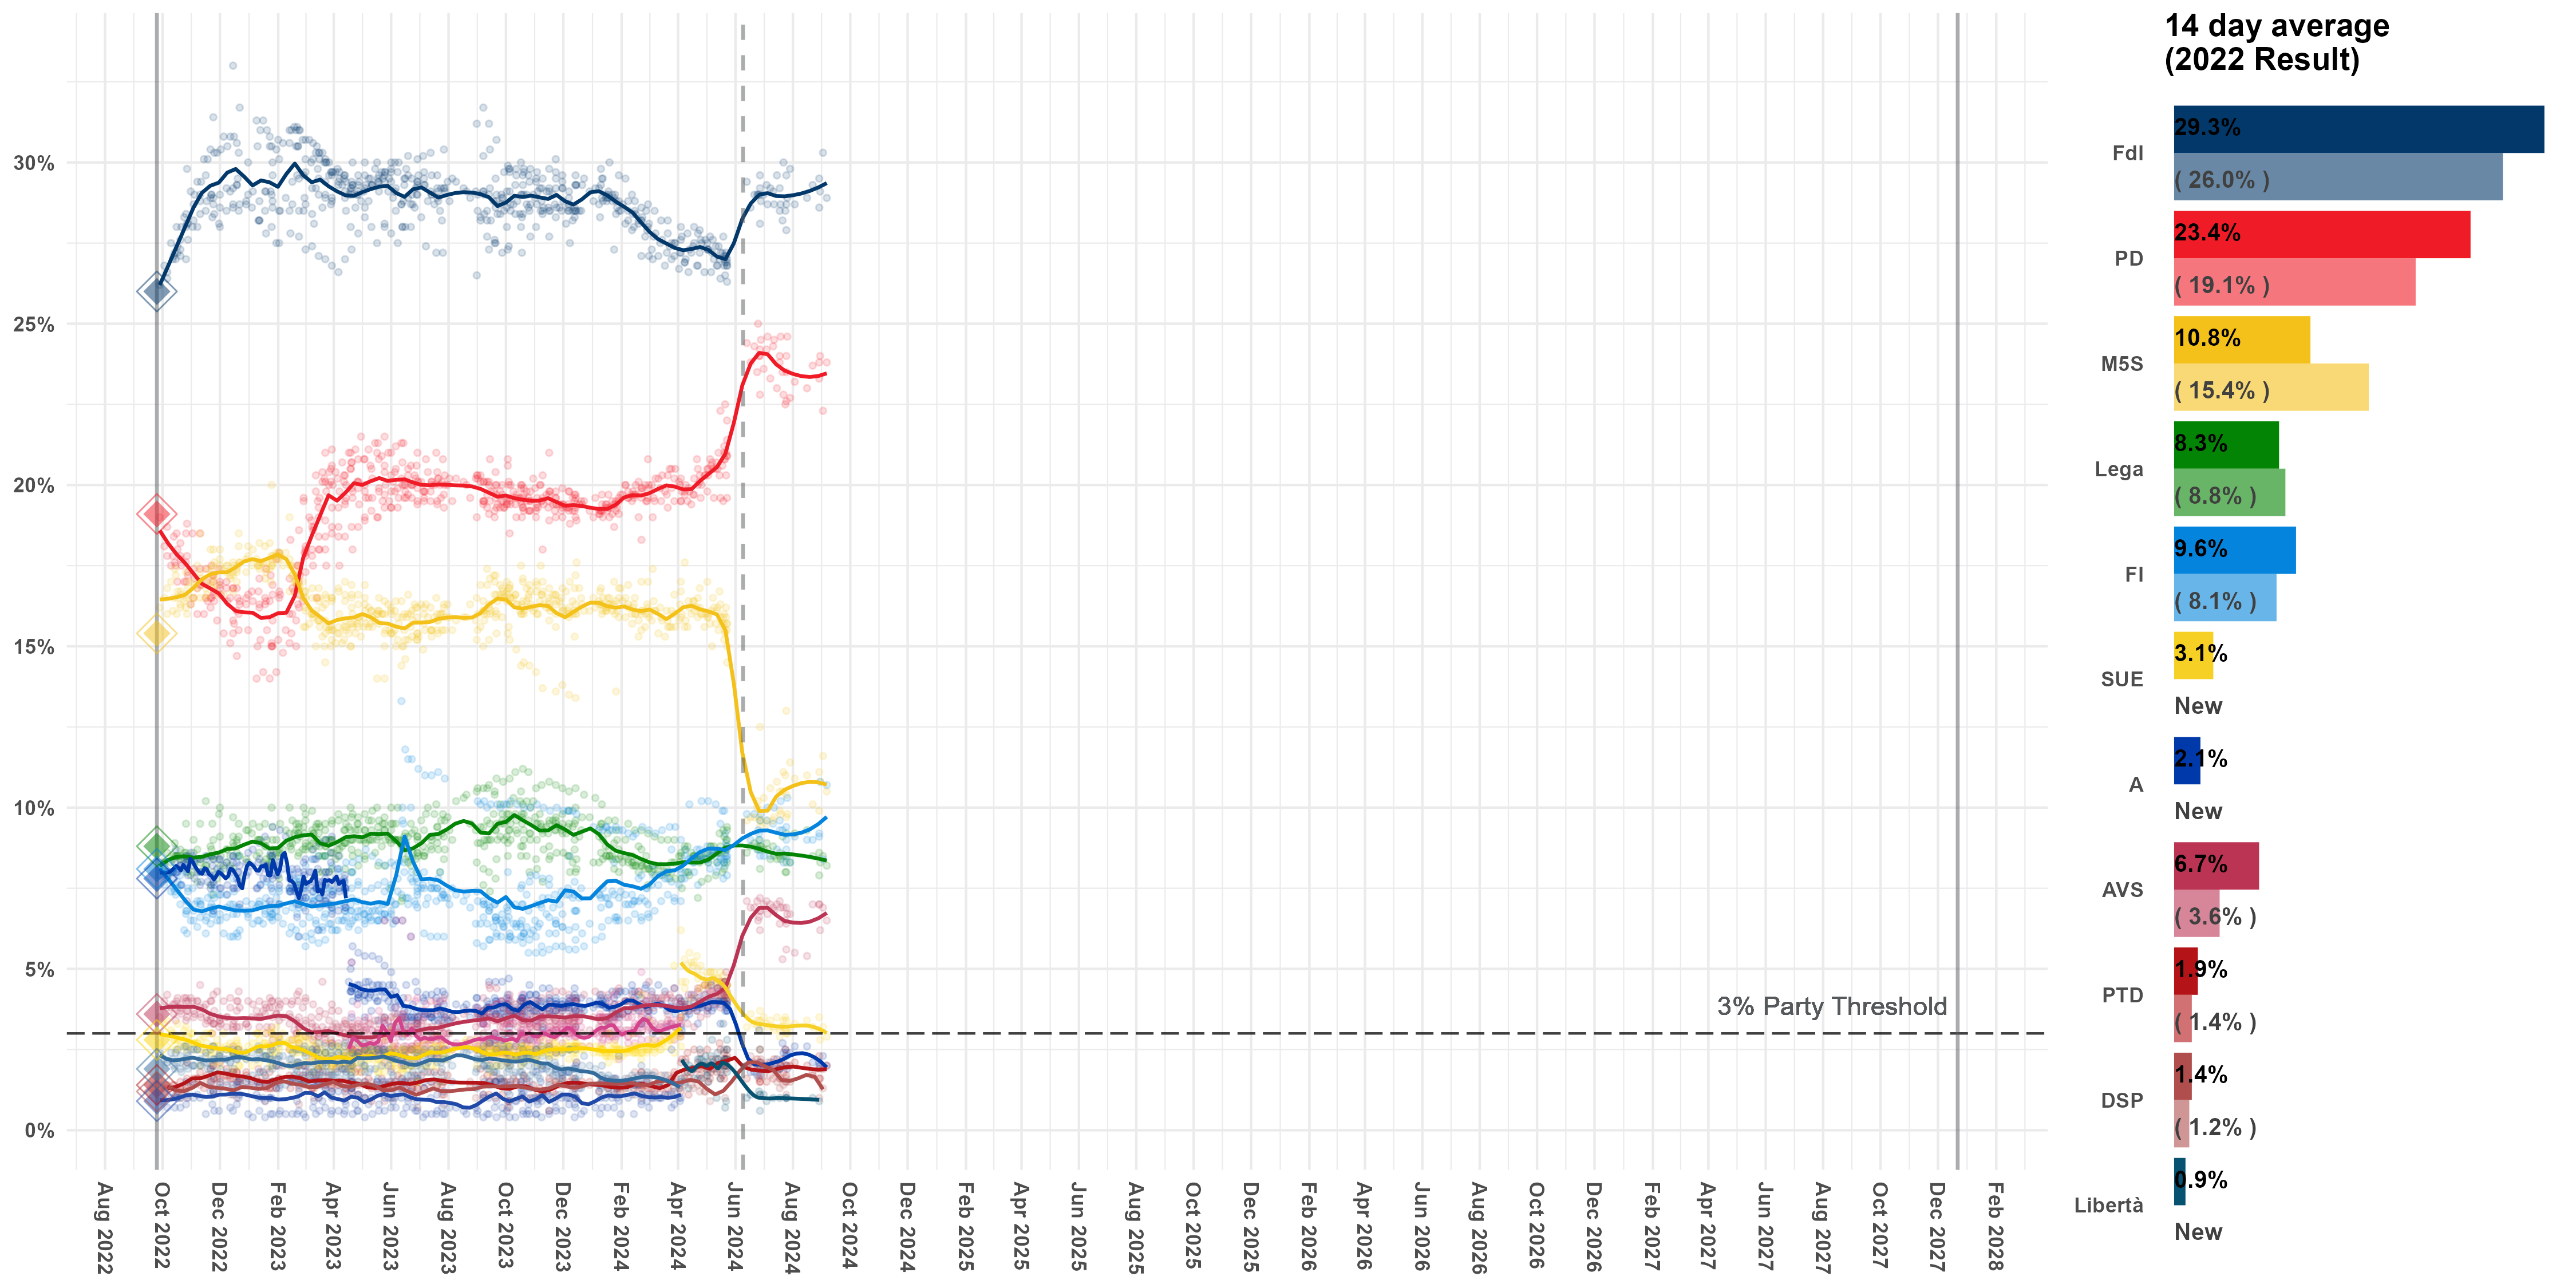 30%
25%
20%
15%
10%
5%
0%
3% Party Threshold
Aug 2022
Oct 2022
Dec 2022
Feb 2023
Apr 2023
Jun 2023
Aug 2023
Oct 2023
Dec 2023
Feb 2024
Apr 2024
Jun 2024
Aug 2024
Oct 2024
Dec 2024
Feb 2025
Apr 2025
Jun 2025
Aug 2025
Oct 2025
Dec 2025
Feb 2026
Apr 2026
Jun 2026
Aug 2026
Oct 2026
Dec 2026
Feb 2027
Apr 2027
Jun 2027
Aug 2027
Oct 2027
Dec 2027
Feb 2028
14 day average
(2022 Result)
FdI
29.3%
( 26.0% )
PD
23.4%
( 19.1% )
M5S
10.8%
( 15.4% )
Lega
8.3%
( 8.8% )
FI
9.6%
( 8.1% )
SUE
3.1%
New
A
2.1%
New
AVS
6.7%
( 3.6% )
PTD
1.9%
( 1.4% )
DSP
1.4%
( 1.2% )
Libertà
0.9%
New